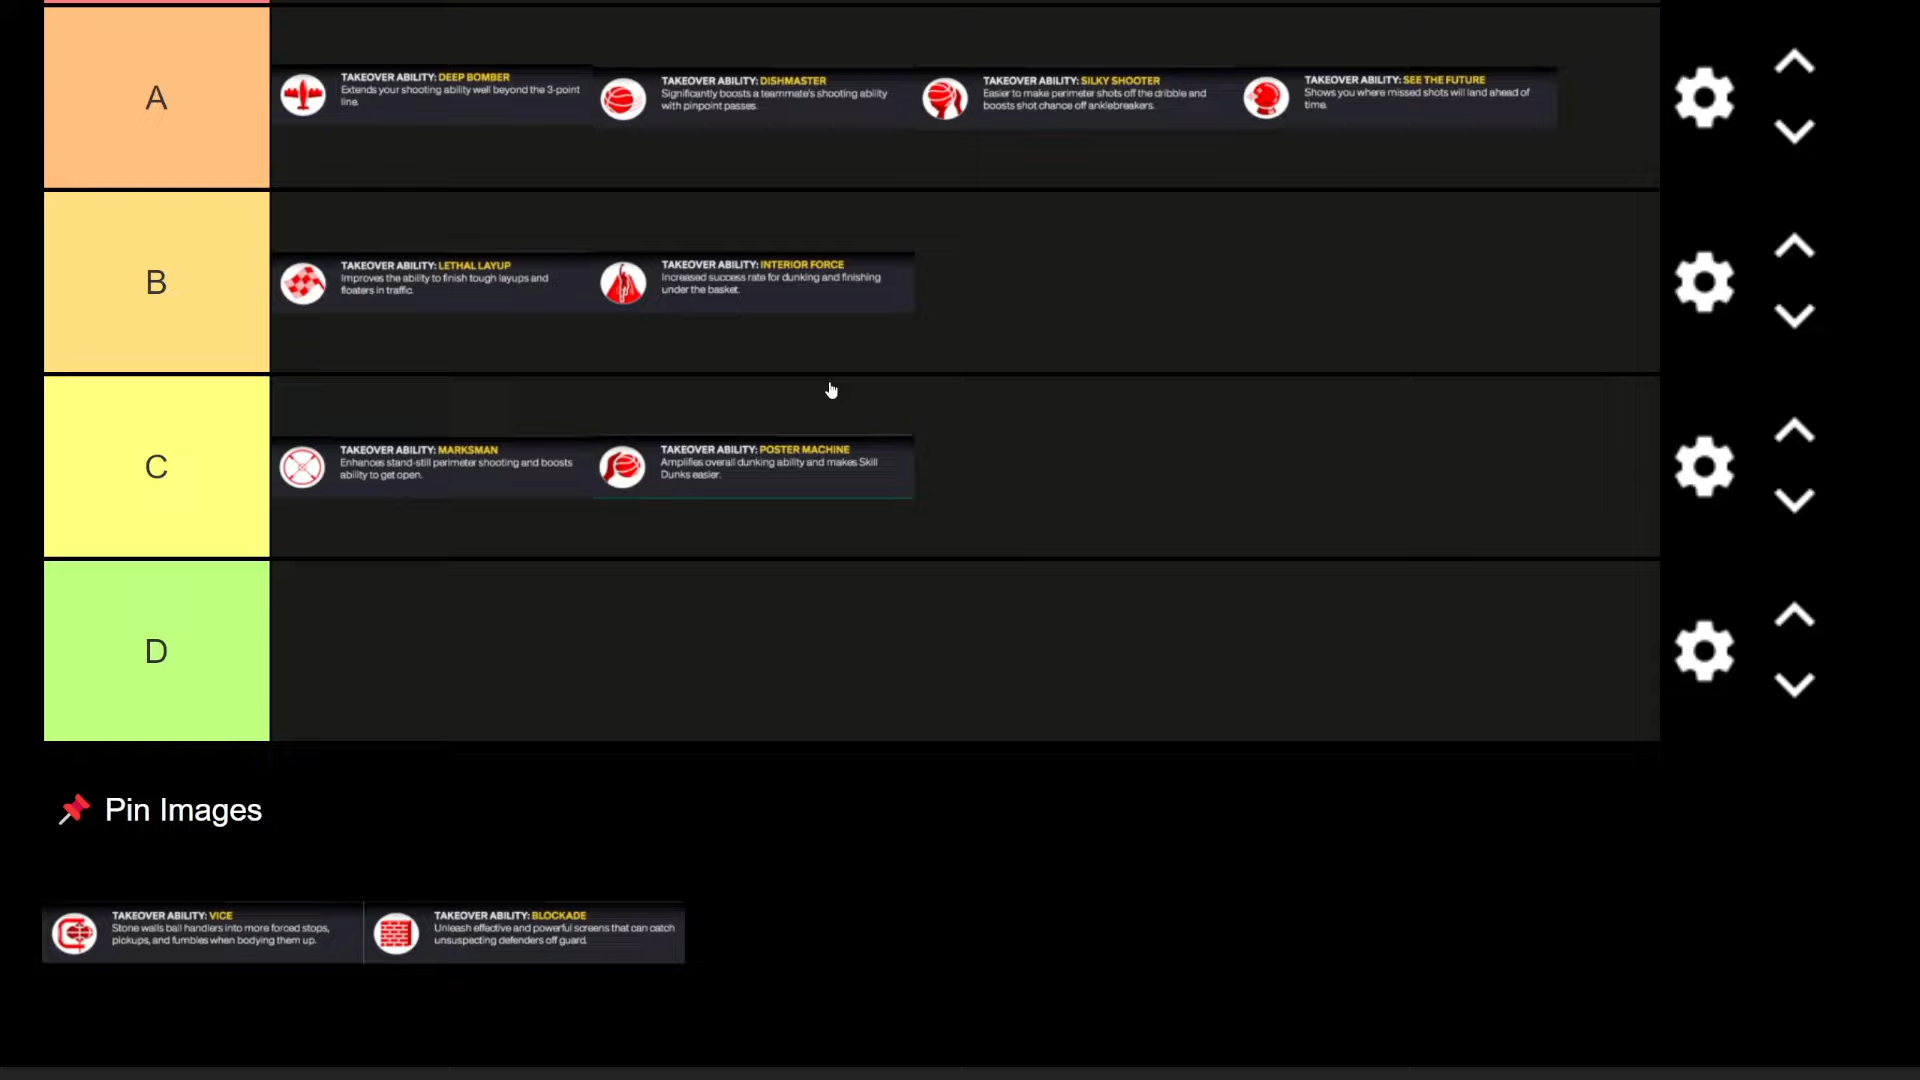 A
TAKEOVER ABILITY: DEEP BOMBER
Extends your shooting ability well beyond the 3-point
line.
TAKEOVER ABILITY: DISHMASTER
Significantly boosts a teammate's shooting ability
with pinpoint passes.
TAKEOVER ABILITY: SILKY SHOOTER
Easier to make perimeter shots off the dribble and
boosts shot chance off anklebreakers.
TAKEOVER ABILITY: SEE THE FUTURE
Shows you where missed shots will land ahead of
time.
B
TAKEOVER ABILITY: LETHAL LAYUP
Improves the ability to finish tough layups and
floaters in traffic.
TAKEOVER ABILITY: INTERIOR FORCE
Increased success rate for dunking and finishing
under the basket.
C
TAKEOVER ABILITY: MARKSMAN
Enhances stand-still perimeter shooting and boosts
ability to get open.
TAKEOVER ABILITY: POSTER MACHINE
Amplifies overall dunking ability and makes Skill
Dunks easier.
D
Pin Images
TAKEOVER ABILITY: VICE
Stone walls ball handlers into more forced stops,
pickups, and fumbles when bodying them up.
TAKEOVER ABILITY: BLOCKADE
Unleash effective and powerful screens that can catch
unsuspecting defenders off guard.